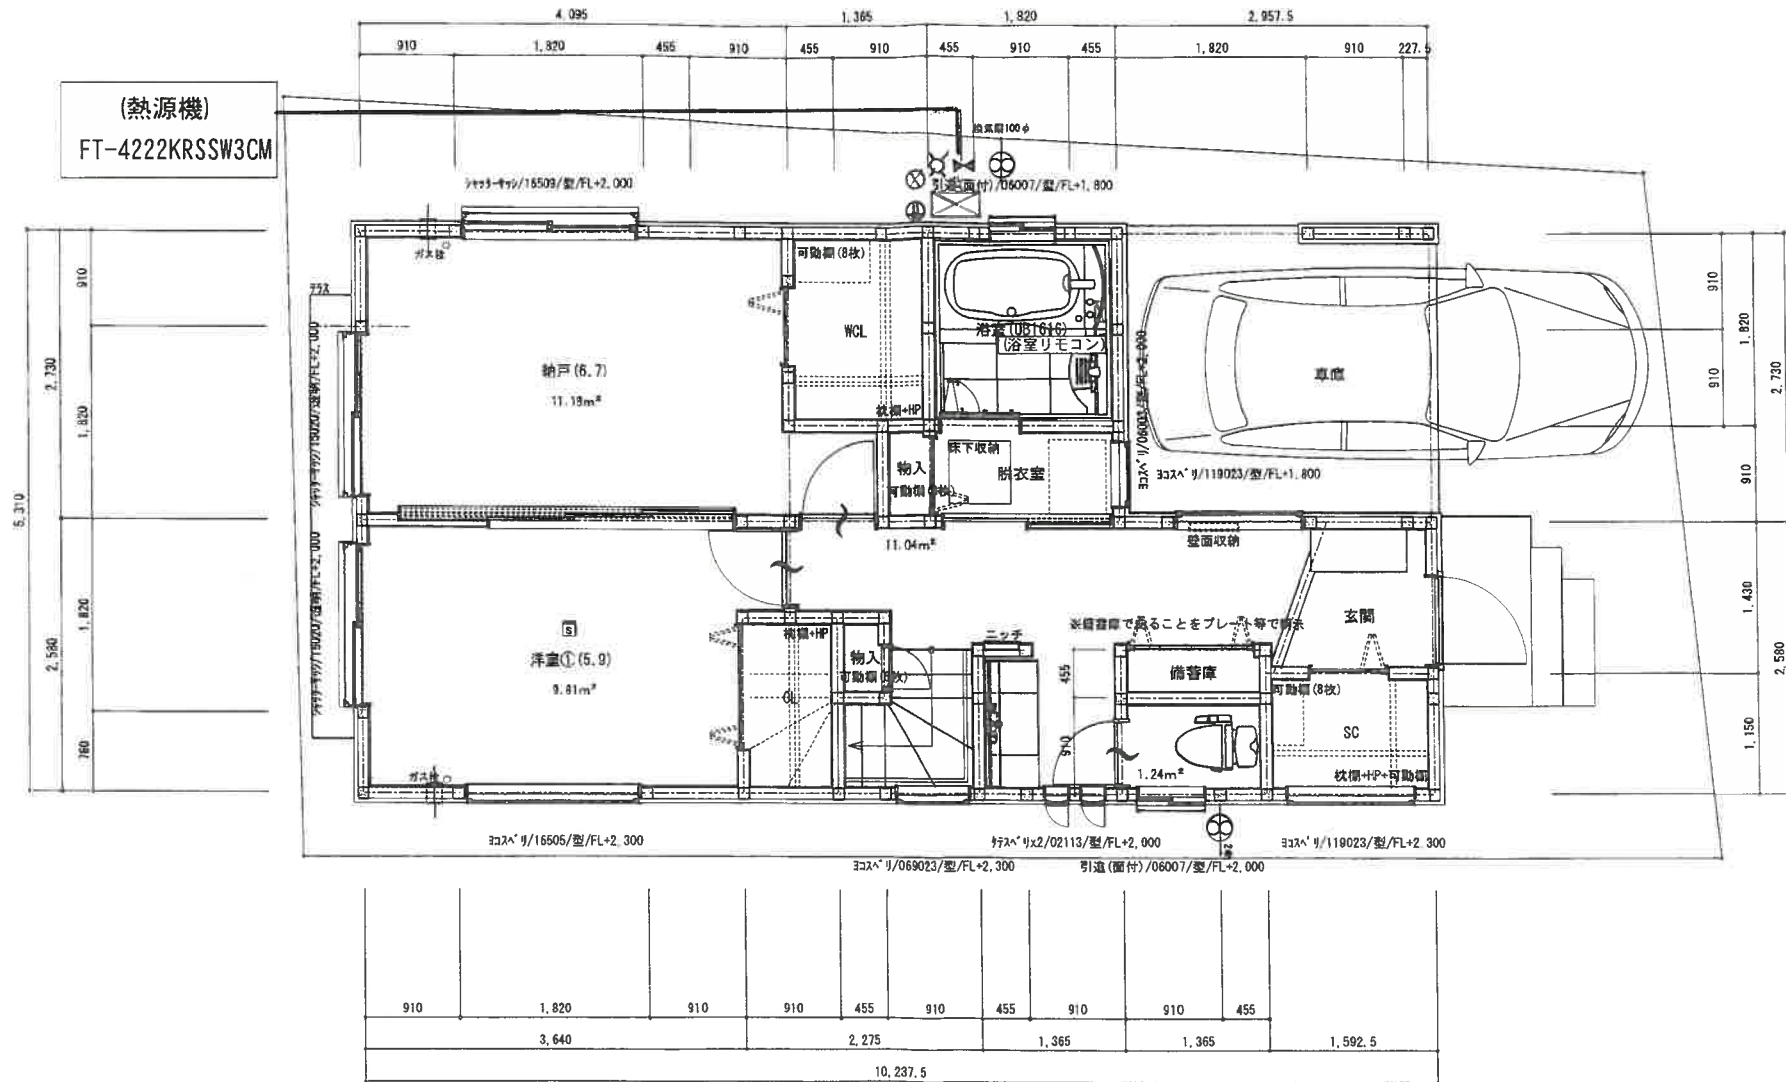 4,095
1,365
1,820
2,957.5
910
1,820
455
910
455
910
455
910
455
1,820
910
227.5
(熱源機)
FT-4222KRSSW3CM
換気扇100φ
シャッターサッシ/16509/型/FL+2,000
引違(面付)/06007/型/FL+1,800
ガス栓
可動棚(8枚)
テラス
WCL
浴室(UB1616)
(浴室リモコン)
納戸(6.7)
11.18m²
車庫
枕棚+HP
床下収納
物入
脱衣室
ヨコスベリ/119023/型/FL+1,800
11.04m²
壁面収納
S
洋室①(5.9)
9.81m²
枕棚+HP
物入
ニッチ
玄関
455
備蓄庫
可動棚(8枚)
CL
SC
910
1.24m²
枕棚+HP+可動棚
ガス栓
ヨコスベリ/16505/型/FL+2,300
タテスベリx2/02113/型/FL+2,000
ヨコスベリ/119023/型/FL+2,300
ヨコスベリ/069023/型/FL+2,300
引違(面付)/06007/型/FL+2,000
5,310
2,730
2,580
910
1,820
1,820
760
910
910
1,820
910
1,430
1,150
2,730
2,580
910
1,820
910
910
455
910
455
910
910
455
3,640
2,275
1,365
1,365
1,592.5
10,237.5